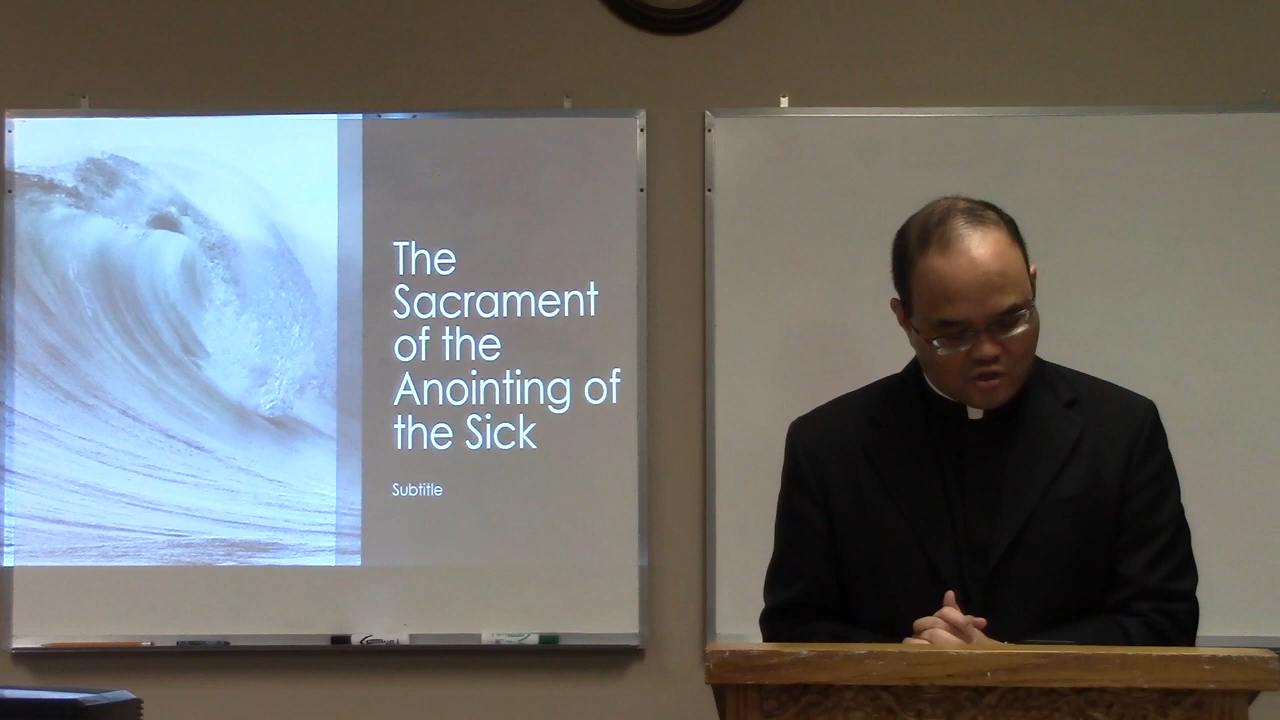 The
Sacrament
of the
Anointing of
the Sick
Subtitle